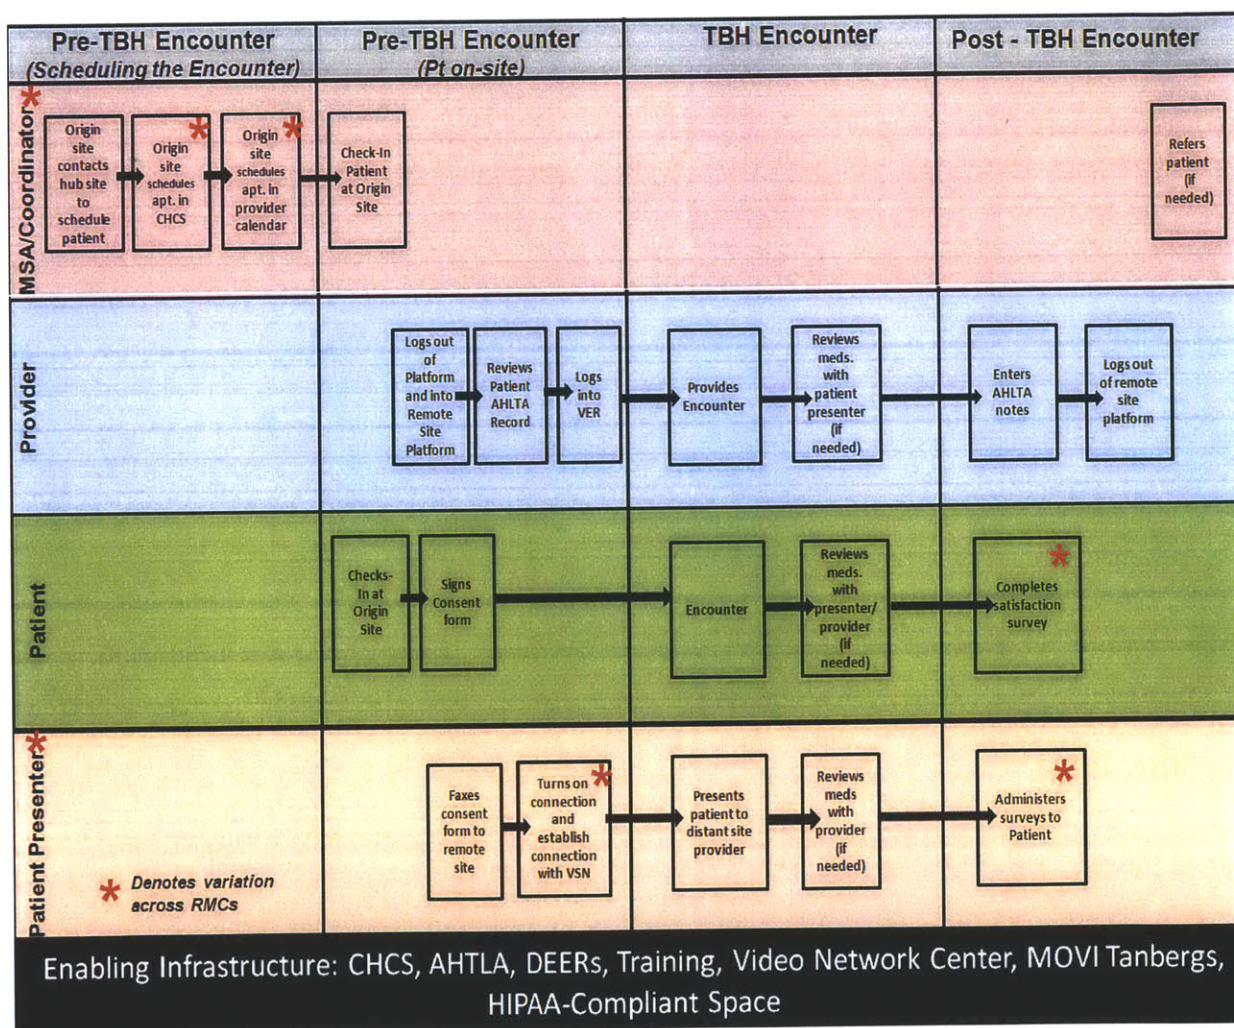 Pre-TBH Encounter
(Scheduling the Encounter)
Pre-TBH Encounter
(Pt on-site)
TBH Encounter
Post - TBH Encounter
MSA/Coordinator*
Origin
site
contacts
hub site
to
schedule
patient
*
Origin
site
schedules
apt. in
CHCS
*
Origin
site
schedules
apt. in
provider
calendar
Check-In
Patient
at Origin
Site
Refers
patient
(if
needed)
Provider
Logs out
of
Platform
and into
Remote
Site
Platform
Reviews
Patient
AHLTA
Record
Logs
into
VER
Provides
Encounter
Reviews
meds.
with
patient
presenter
(if
needed)
Enters
AHLTA
notes
Logs out
of remote
site
platform
Patient
Checks-
In at
Origin
Site
Signs
Consent
form
Encounter
Reviews
meds.
with
presenter/
provider
(if
needed)
*
Completes
satisfaction
survey
Patient Presenter*
Faxes
consent
form to
remote
site
*
Turns on
connection
and
establish
connection
with VSN
Presents
patient to
distant site
provider
Reviews
meds
with
provider
(if
needed)
*
Administers
surveys to
Patient
* Denotes variation
across RMCs
Enabling Infrastructure: CHCS, AHTLA, DEERs, Training, Video Network Center, MOVI Tanbergs,
HIPAA-Compliant Space